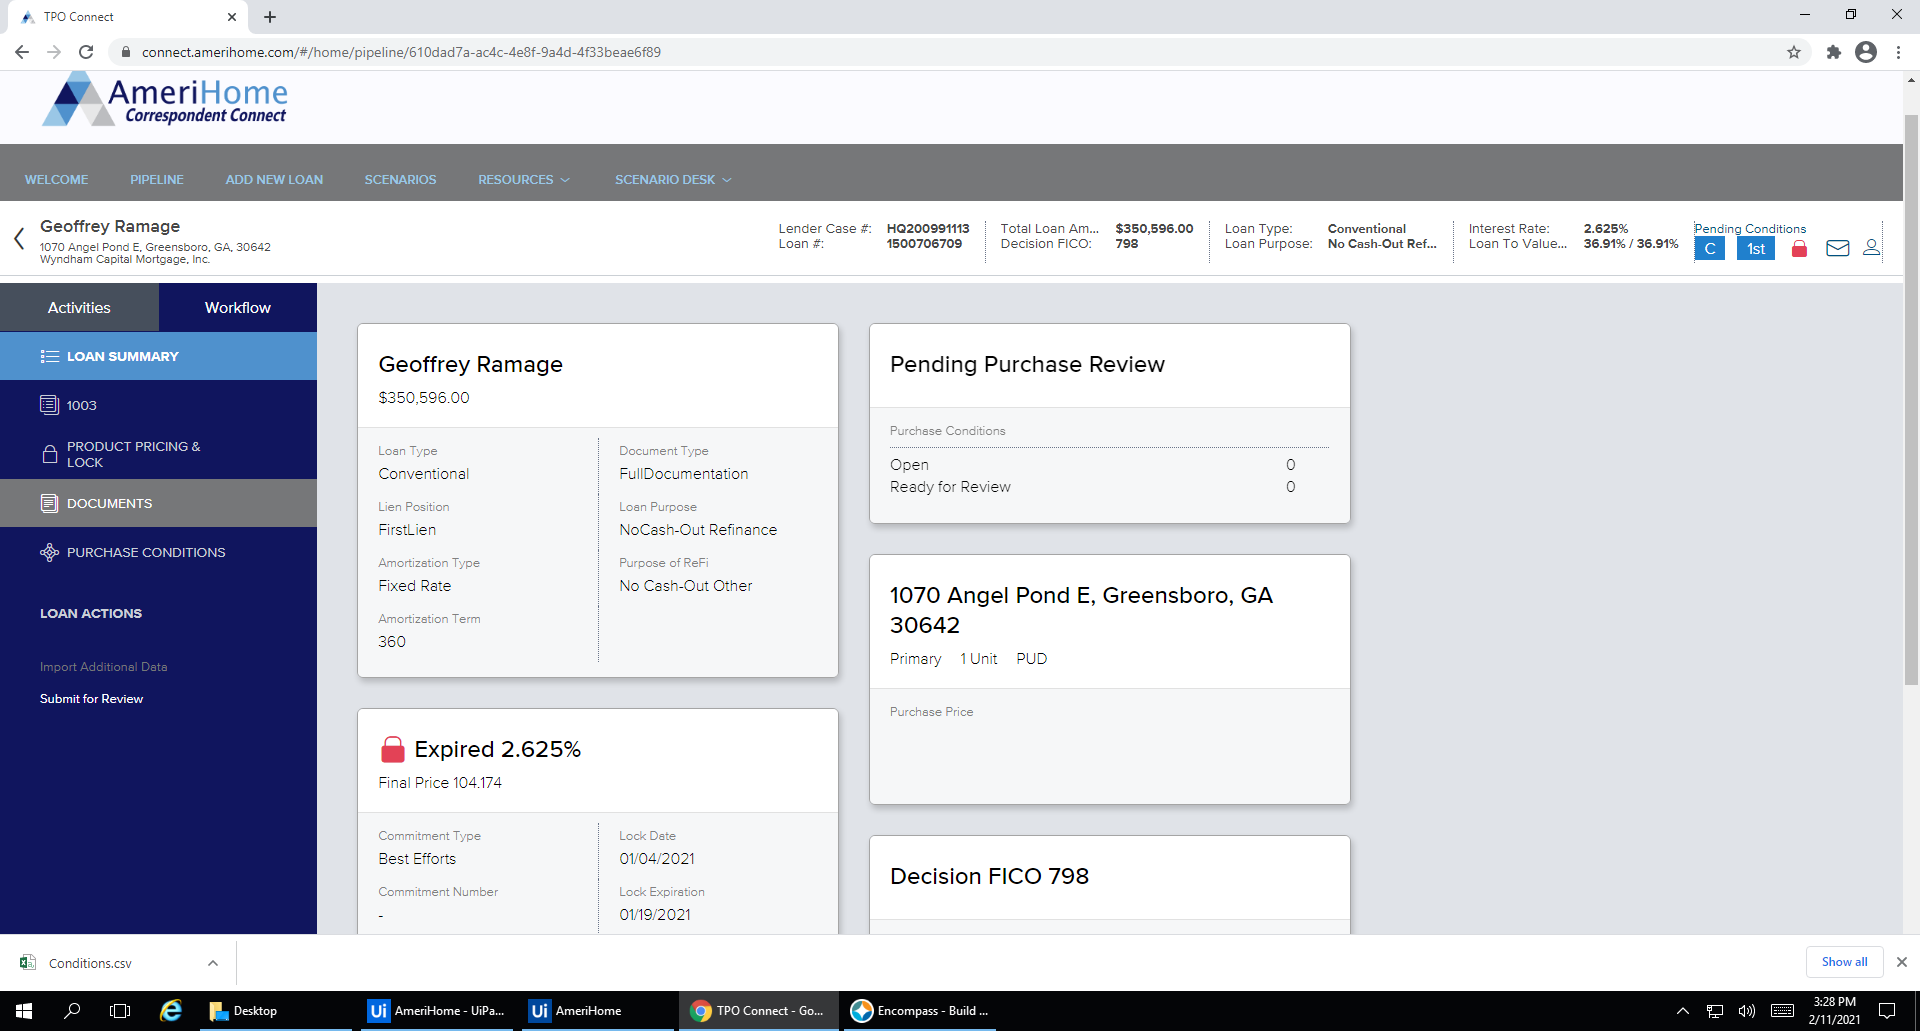 TPO Connect
connect.amerihome.com/#/home/pipeline/610dad7a-ac4c-4e8f-9a4d-4f33beae6f89
AmeriHome
Correspondent Connect
WELCOME PIPELINE ADD NEW LOAN SCENARIOS RESOURCES SCENARIO DESK
Geoffrey Ramage
1070 Angel Pond E, Greensboro, GA, 30642
Wyndham Capital Mortgage, Inc.
Lender Case #: HQ200991113
Loan #: 1500706709
Total Loan Am... $350,596.00
Decision FICO: 798
Loan Type: Conventional
Loan Purpose: No Cash-Out Ref...
Interest Rate: 2.625%
Loan To Value... 36.91% / 36.91%
Pending Conditions
C 1st
Activities Workflow
LOAN SUMMARY
1003
PRODUCT PRICING &
LOCK
DOCUMENTS
PURCHASE CONDITIONS
LOAN ACTIONS
Import Additional Data
Submit for Review
Geoffrey Ramage
$350,596.00
Loan Type
Conventional
Lien Position
FirstLien
Amortization Type
Fixed Rate
Amortization Term
360
Document Type
FullDocumentation
Loan Purpose
NoCash-Out Refinance
Purpose of ReFi
No Cash-Out Other
Expired 2.625%
Final Price 104.174
Commitment Type
Best Efforts
Commitment Number
-
Lock Date
01/04/2021
Lock Expiration
01/19/2021
Pending Purchase Review
Purchase Conditions
Open 0
Ready for Review 0
1070 Angel Pond E, Greensboro, GA
30642
Primary 1 Unit PUD
Purchase Price
Decision FICO 798
Conditions.csv
Show all
Desktop
Ui AmeriHome - UiPa...
Ui AmeriHome
TPO Connect - Go...
Encompass - Build ...
3:28 PM
2/11/2021